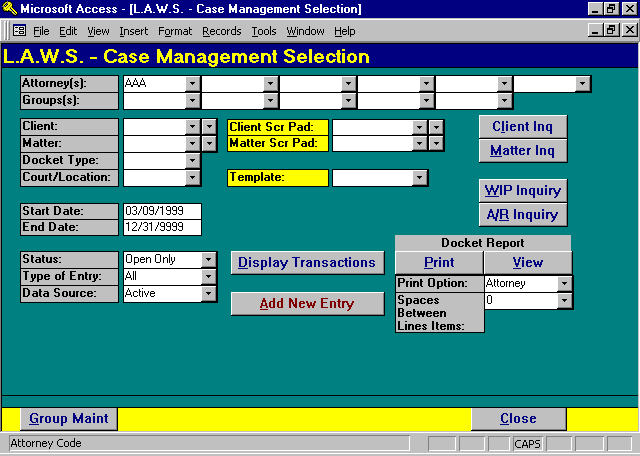 Microsoft Access - [L.A.W.S. - Case Management Selection]
File Edit View Insert Format Records Tools Window Help
L.A.W.S. - Case Management Selection
Attorney(s): AAA
Groups(s):
Client: Client Scr Pad: Client Inq
Matter: Matter Scr Pad: Matter Inq
Docket Type:
Court/Location: Template:
WIP Inquiry
Start Date: 03/09/1999 A/R Inquiry
End Date: 12/31/9999
Docket Report
Status: Open Only Display Transactions Print View
Type of Entry: All Print Option: Attorney
Data Source: Active Add New Entry Spaces Between Lines Items: 0
Group Maint Close
Attorney Code CAPS